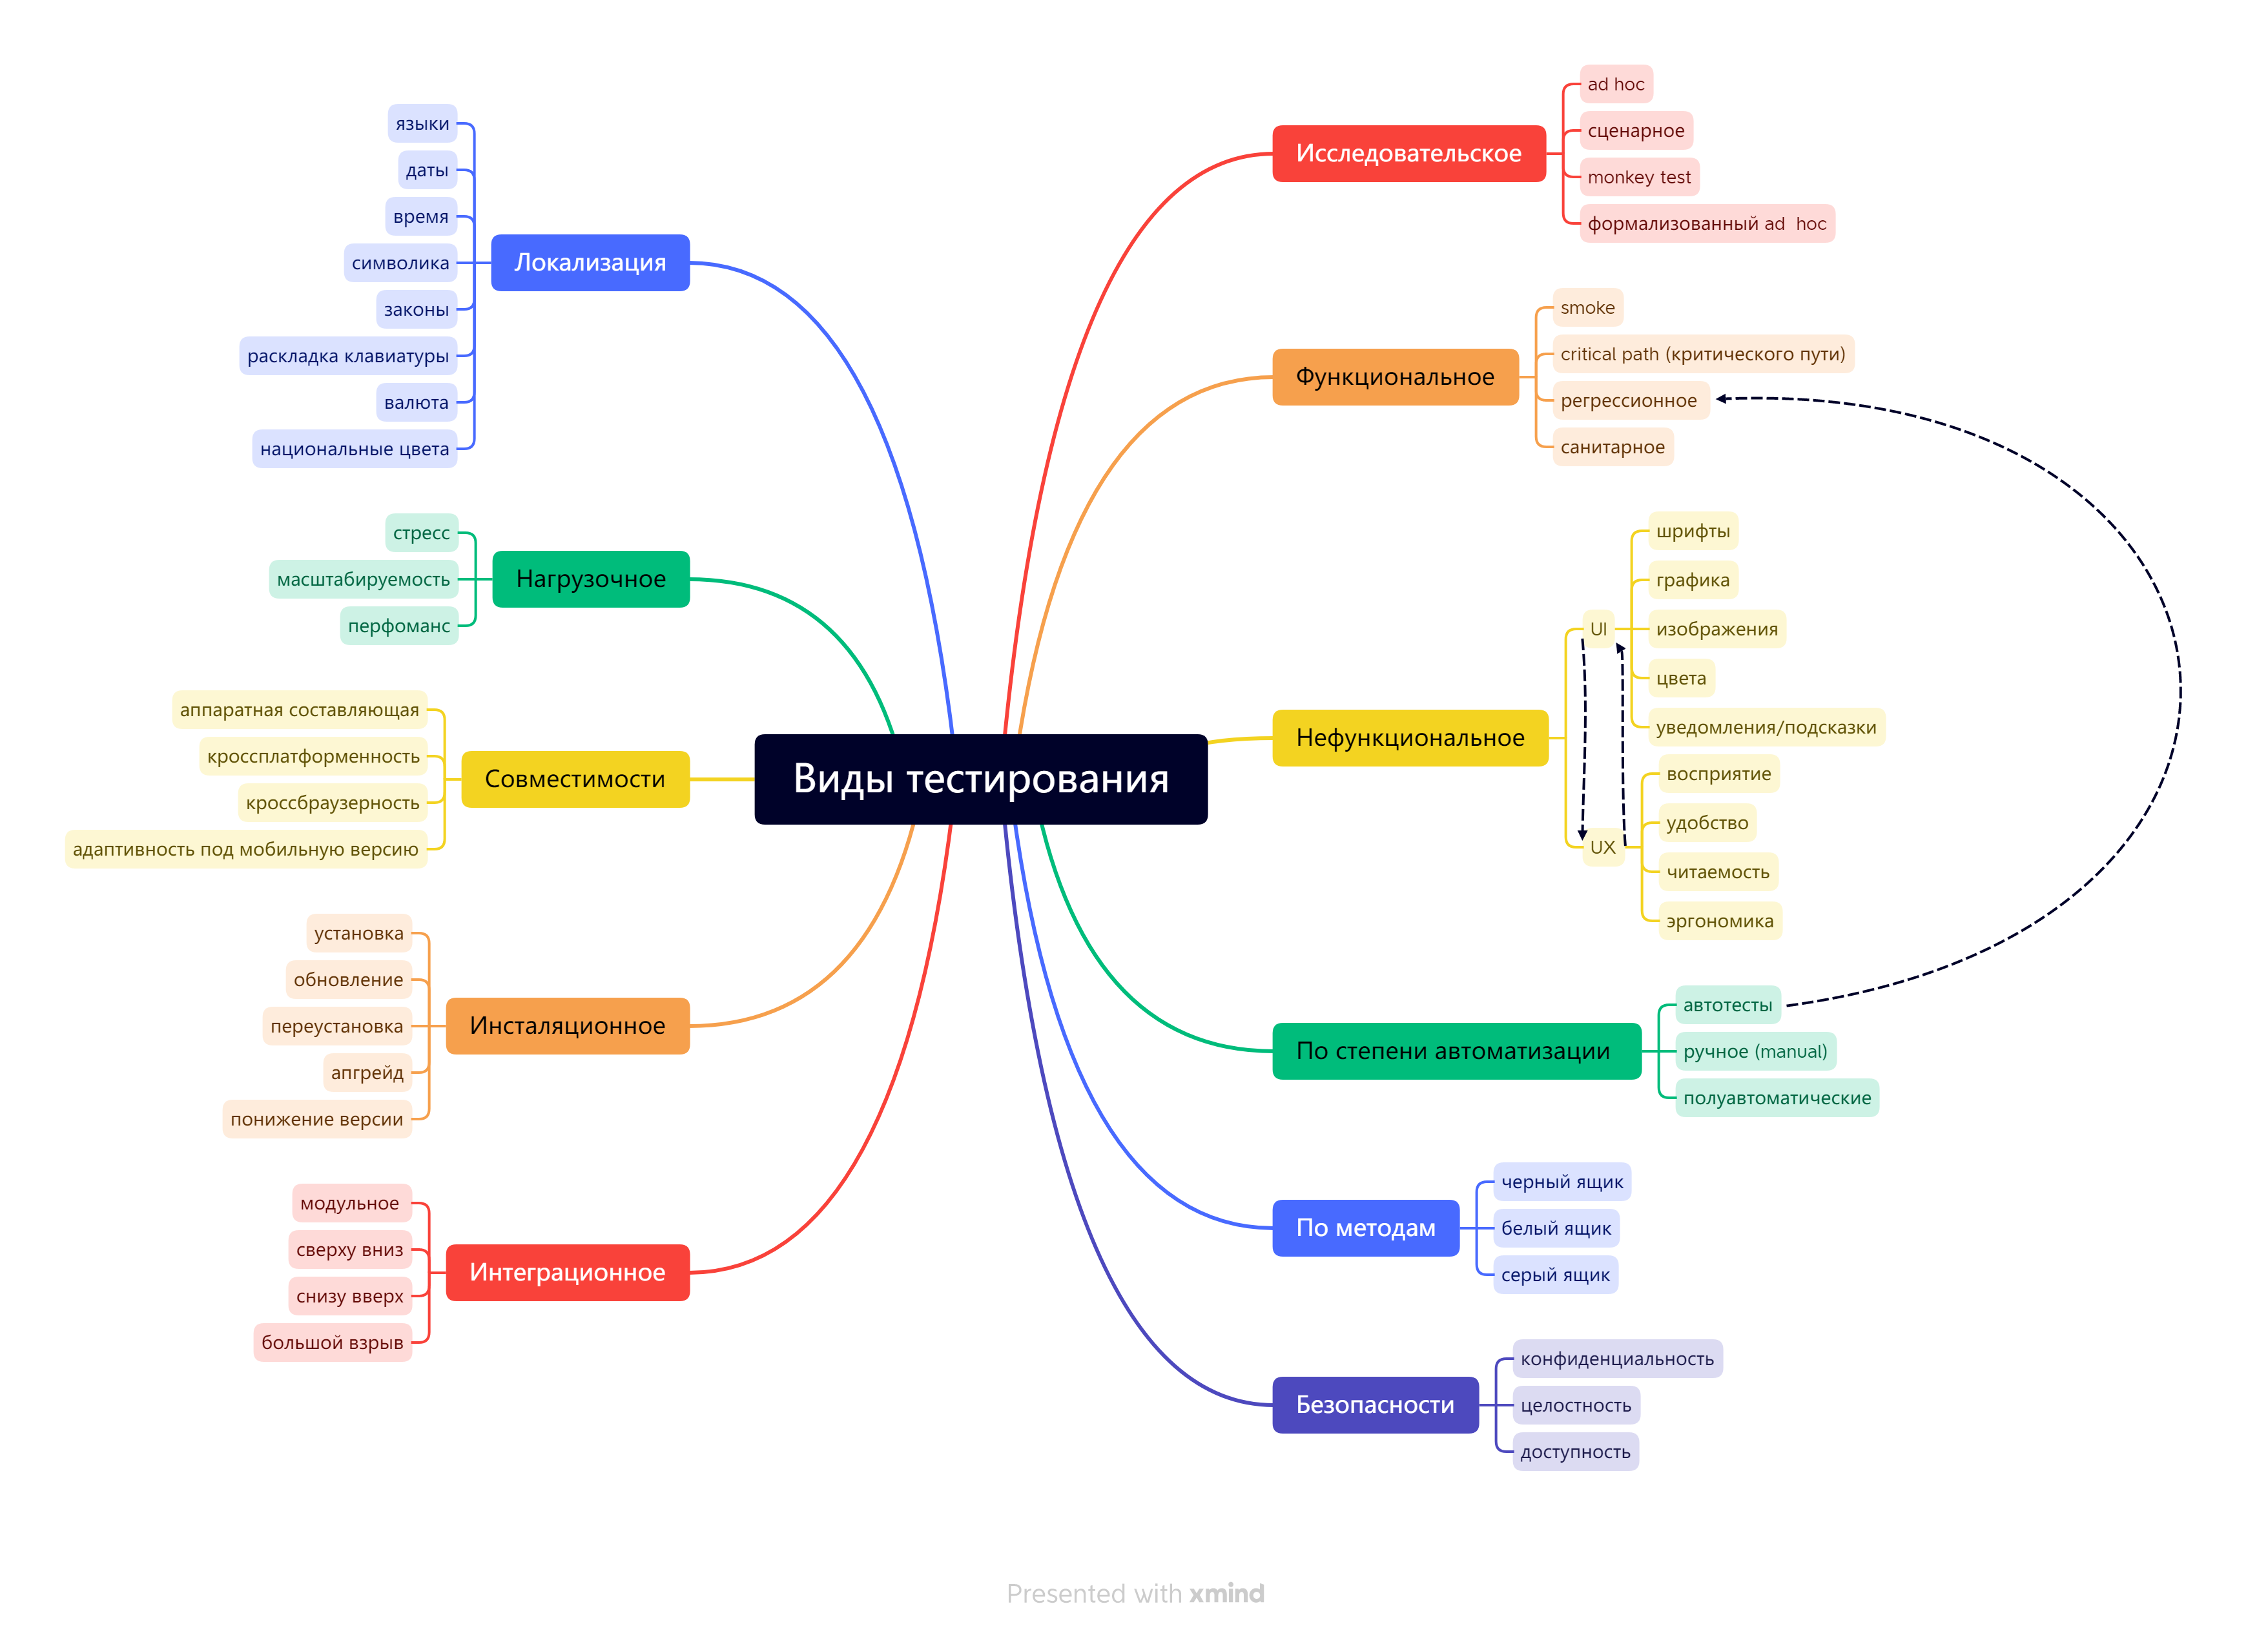 Виды тестирования
Исследовательское
ad hoc
сценарное
monkey test
формализованный ad  hoc
Функциональное
smoke
critical path (критического пути)
регрессионное
санитарное
Нефункциональное
UI
шрифты
графика
изображения
цвета
уведомления/подсказки
UX
восприятие
удобство
читаемость
эргономика
По степени автоматизации
автотесты
ручное (manual)
полуавтоматические
По методам
черный ящик
белый ящик
серый ящик
Безопасности
конфиденциальность
целостность
доступность
Локализация
языки
даты
время
символика
законы
раскладка клавиатуры
валюта
национальные цвета
Нагрузочное
стресс
масштабируемость
перфоманс
Совместимости
аппаратная составляющая
кроссплатформенность
кроссбраузерность
адаптивность под мобильную версию
Инсталяционное
установка
обновление
переустановка
апгрейд
понижение версии
Интеграционное
модульное
сверху вниз
снизу вверх
большой взрыв
Presented with xmind